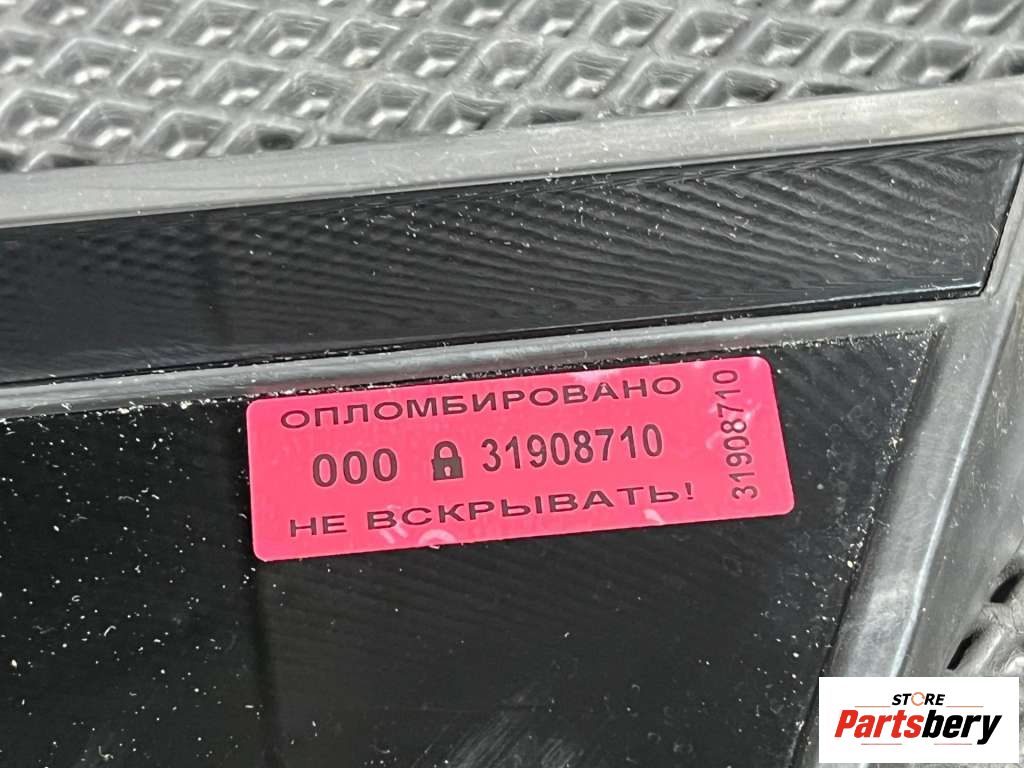 ОПЛОМБИРОВАНО
000 31908710
НЕ ВСКРЫВАТЬ!
31908710
STORE
Partsbery